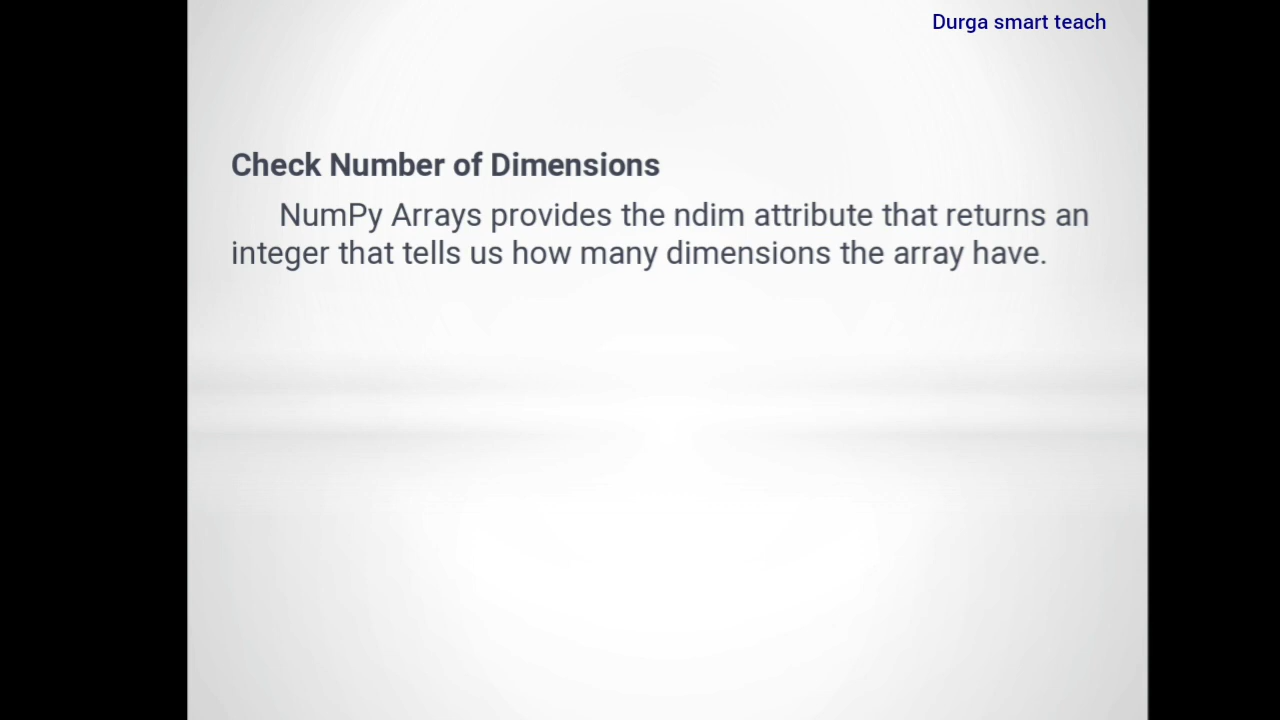 Durga smart teach
Check Number of Dimensions
NumPy Arrays provides the ndim attribute that returns an
integer that tells us how many dimensions the array have.